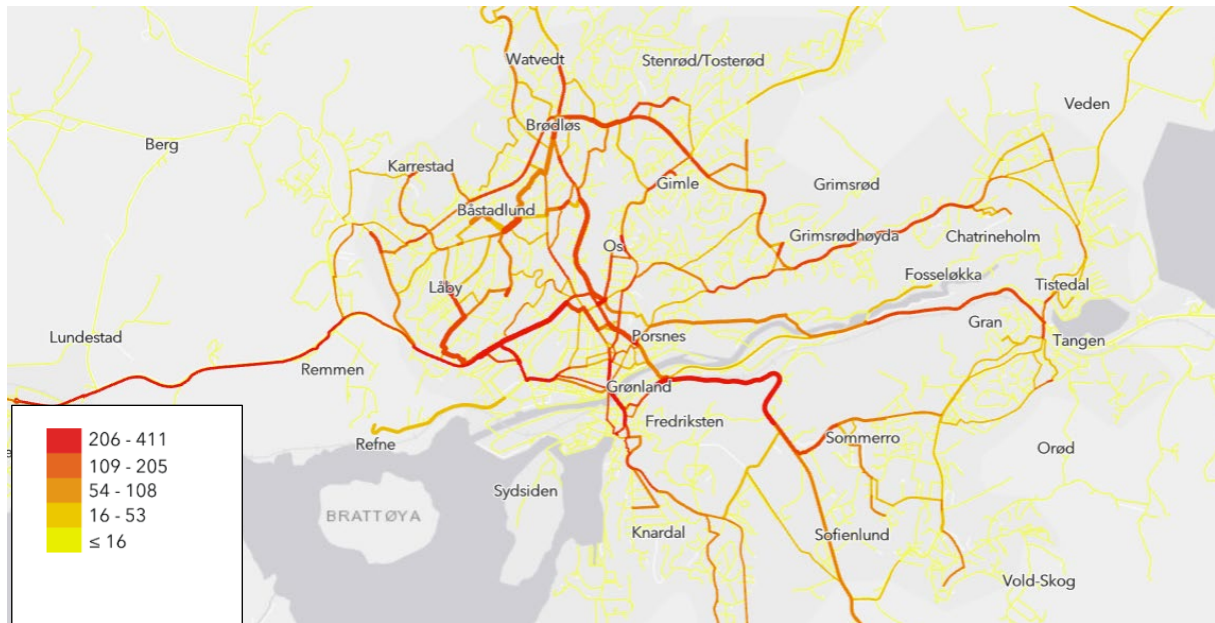 Watvedt
Stenrød/Tosterød
Veden
Brødløs
Berg
Karrestad
Gimle
Grimsrød
Båstadlund
Os
Grimsrødhøyda
Chatrineholm
Fosseløkka
Låby
Tistedal
Gran
Porsnes
Lundestad
Tangen
Remmen
Grønland
Fredriksten
Refne
Sommerro
Orød
Sydsiden
BRATTØYA
Knardal
Sofienlund
Vold-Skog
206 - 411
109 - 205
54 - 108
16 - 53
≤ 16